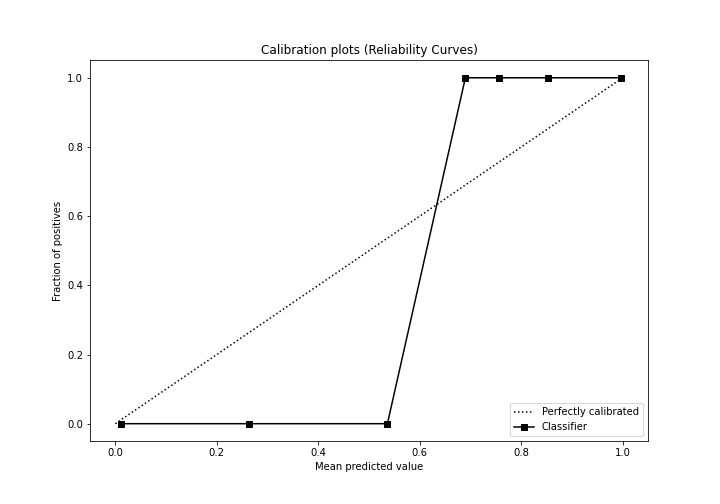 Calibration plots (Reliability Curves)
1.0
0.8
0.6
0.4
0.2
0.0
Fraction of positives
0.0 0.2 0.4 0.6 0.8 1.0
Mean predicted value
Perfectly calibrated
Classifier